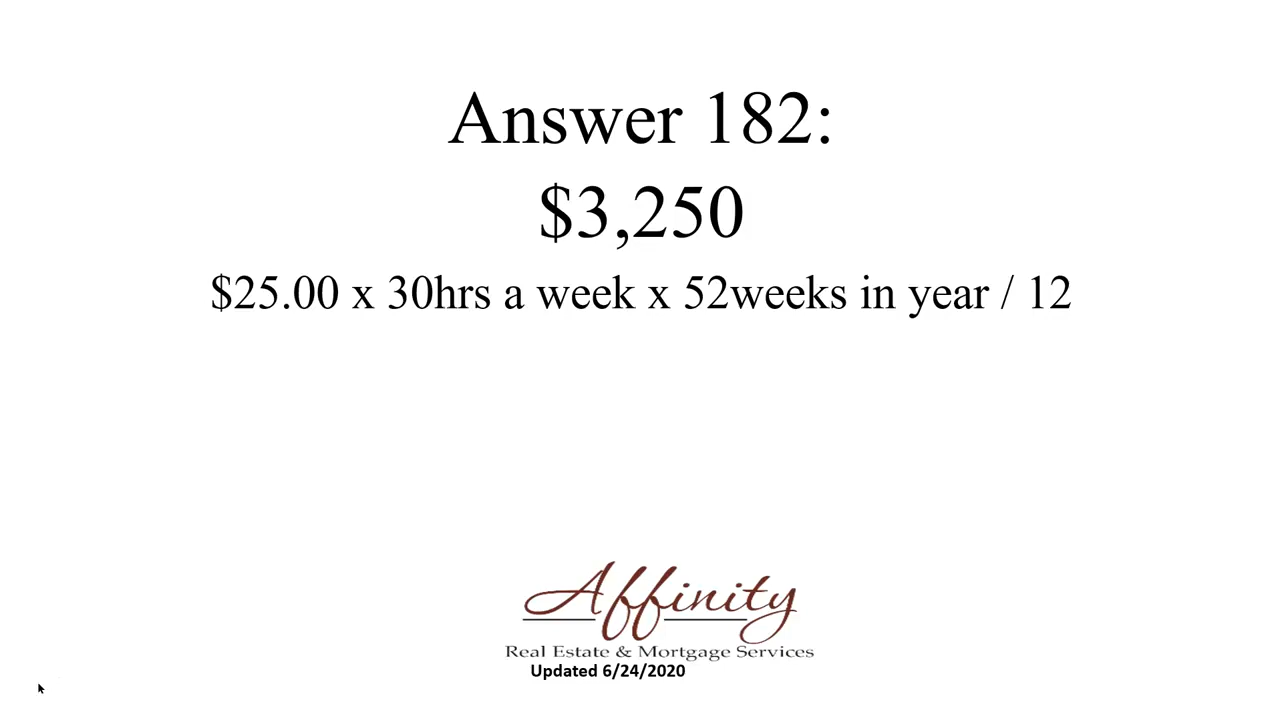 Answer 182:
$3,250
$25.00 x 30hrs a week x 52weeks in year / 12
Affinity
Real Estate & Mortgage Services
Updated 6/24/2020